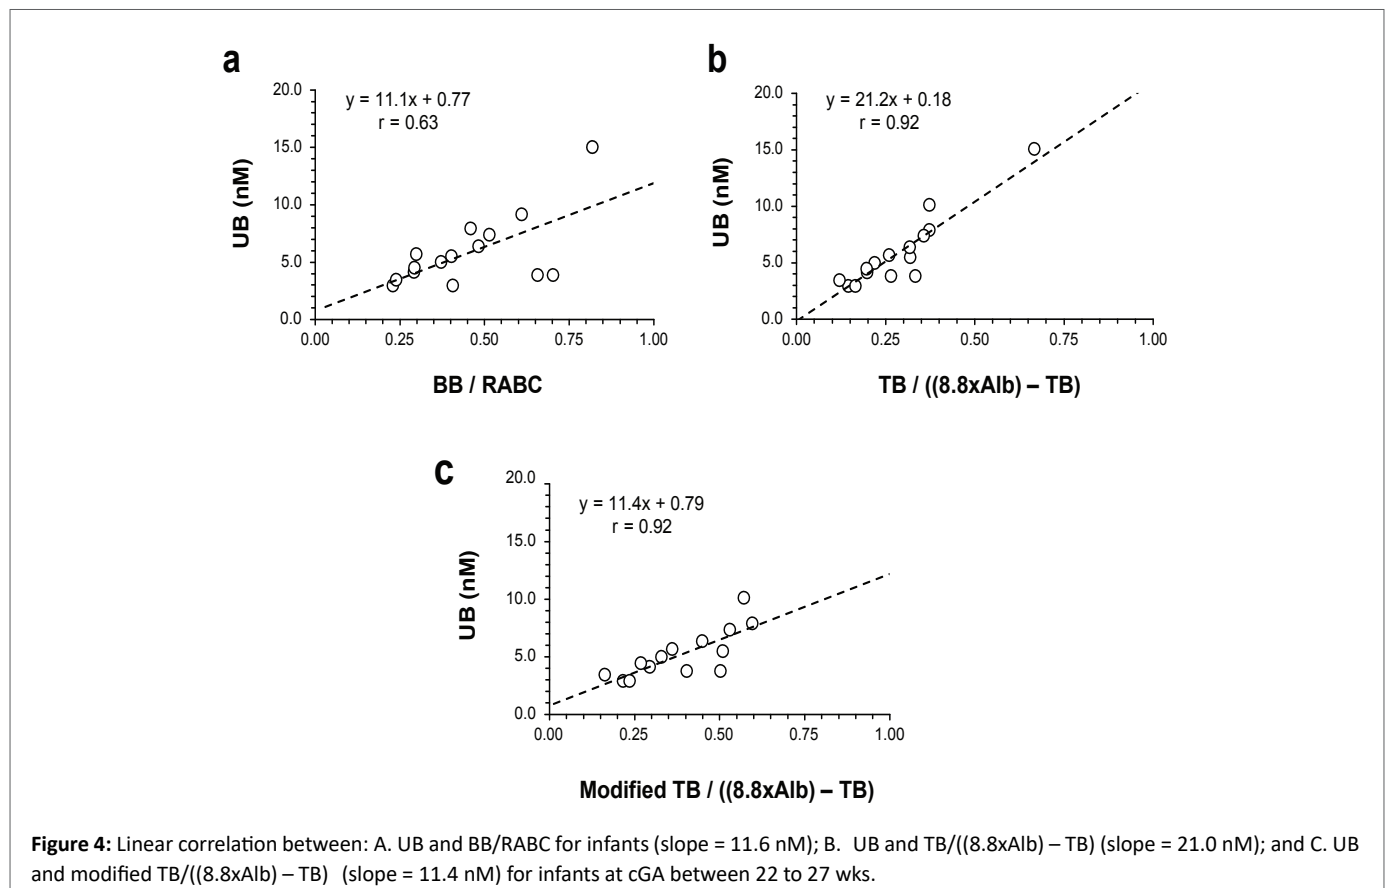 a
20.0
15.0
10.0
5.0
0.0
UB (nM)
y = 11.1x + 0.77
r = 0.63
0.00 0.25 0.50 0.75 1.00
BB / RABC
b
20.0
15.0
10.0
5.0
0.0
UB (nM)
y = 21.2x + 0.18
r = 0.92
0.00 0.25 0.50 0.75 1.00
TB / ((8.8xAlb) – TB)
c
20.0
15.0
10.0
5.0
0.0
UB (nM)
y = 11.4x + 0.79
r = 0.92
0.00 0.25 0.50 0.75 1.00
Modified TB / ((8.8xAlb) – TB)
Figure 4: Linear correlation between: A. UB and BB/RABC for infants (slope = 11.6 nM); B. UB and TB/((8.8xAlb) – TB) (slope = 21.0 nM); and C. UB
and modified TB/((8.8xAlb) – TB) (slope = 11.4 nM) for infants at cGA between 22 to 27 wks.